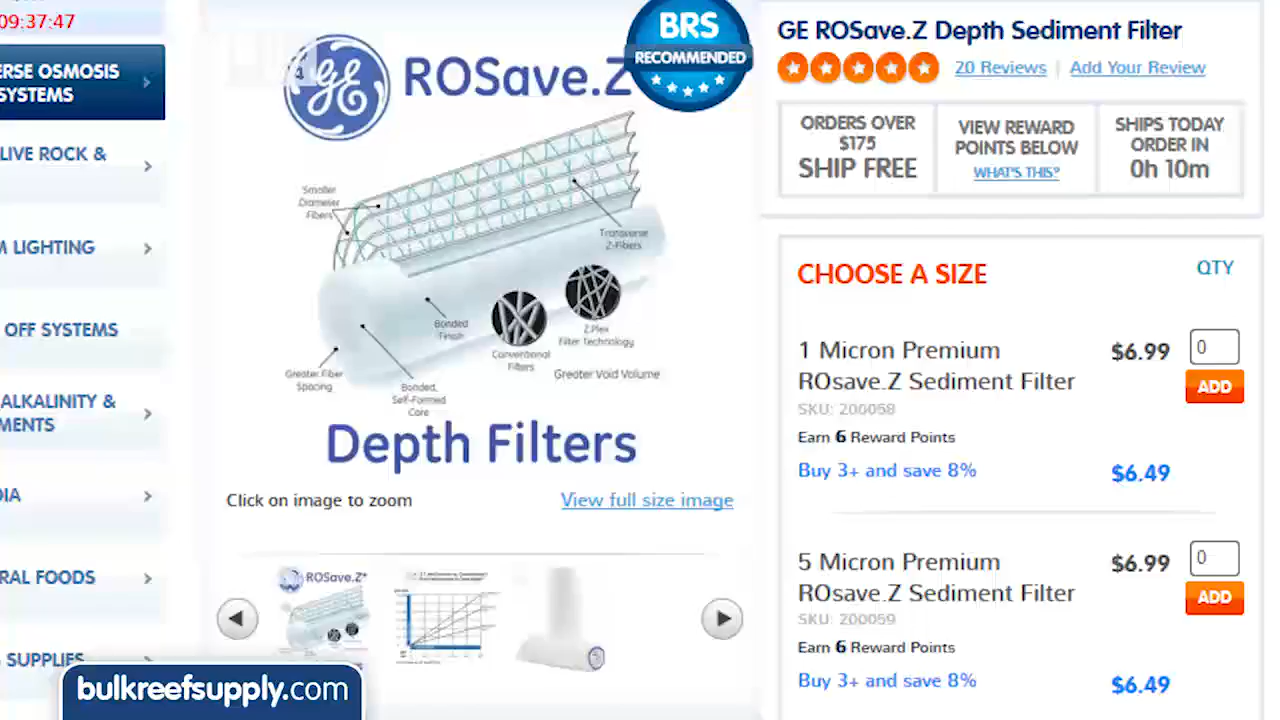 09:37:47
ERSE OSMOSIS
SYSTEMS
LIVE ROCK &
M LIGHTING
OFF SYSTEMS
ALKALINITY &
MENTS
DIA
RAL FOODS
SUPPLIES
GE ROSave.Z
BRS
RECOMMENDED
Smaller
Diameter
Fibers
Transverse
Z-Fibers
Bonded
Finish
Conventional
Filters
Z.Plex
Filter Technology
Greater Void Volume
Greater Fiber
Spacing
Bonded,
Self-Formed
Core
Depth Filters
Click on image to zoom
View full size image
ROSave.Z
GE ROSave.Z Depth Sediment Filter
20 Reviews | Add Your Review
ORDERS OVER
$175
SHIP FREE
VIEW REWARD
POINTS BELOW
WHAT'S THIS?
SHIPS TODAY
ORDER IN
0h 10m
CHOOSE A SIZE
QTY
1 Micron Premium
ROsave.Z Sediment Filter
$6.99
0
ADD
SKU: 200058
Earn 6 Reward Points
Buy 3+ and save 8%
$6.49
5 Micron Premium
ROsave.Z Sediment Filter
$6.99
0
ADD
SKU: 200059
Earn 6 Reward Points
Buy 3+ and save 8%
$6.49
bulkreefsupply.com